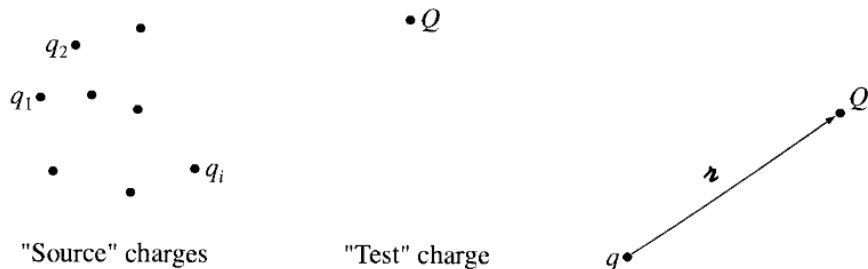 q₂
Q
q₁
Q
qᵢ
𝓇
"Source" charges
"Test" charge
q